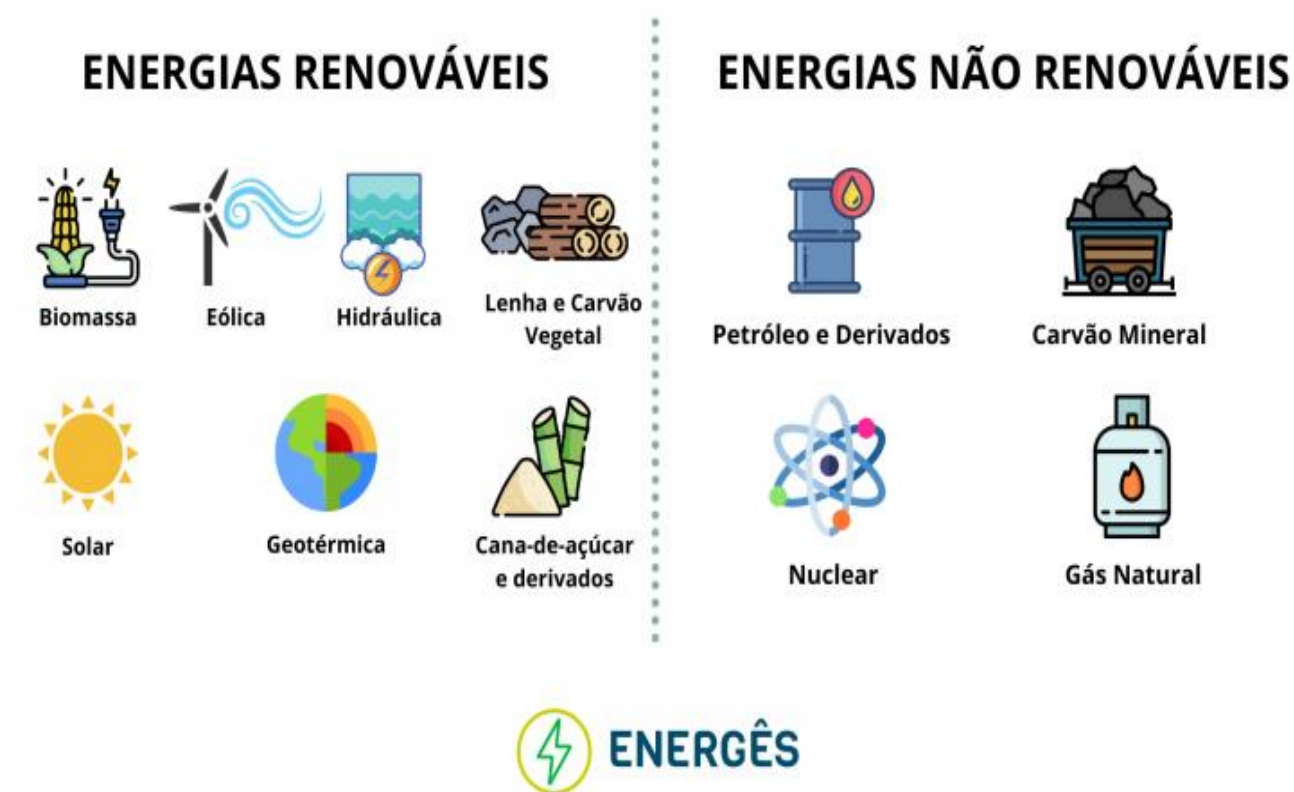 ENERGIAS RENOVÁVEIS
Biomassa
Eólica
Hidráulica
Lenha e Carvão
Vegetal
Solar
Geotérmica
Cana-de-açúcar
e derivados
ENERGIAS NÃO RENOVÁVEIS
Petróleo e Derivados
Carvão Mineral
Nuclear
Gás Natural
ENERGÊS